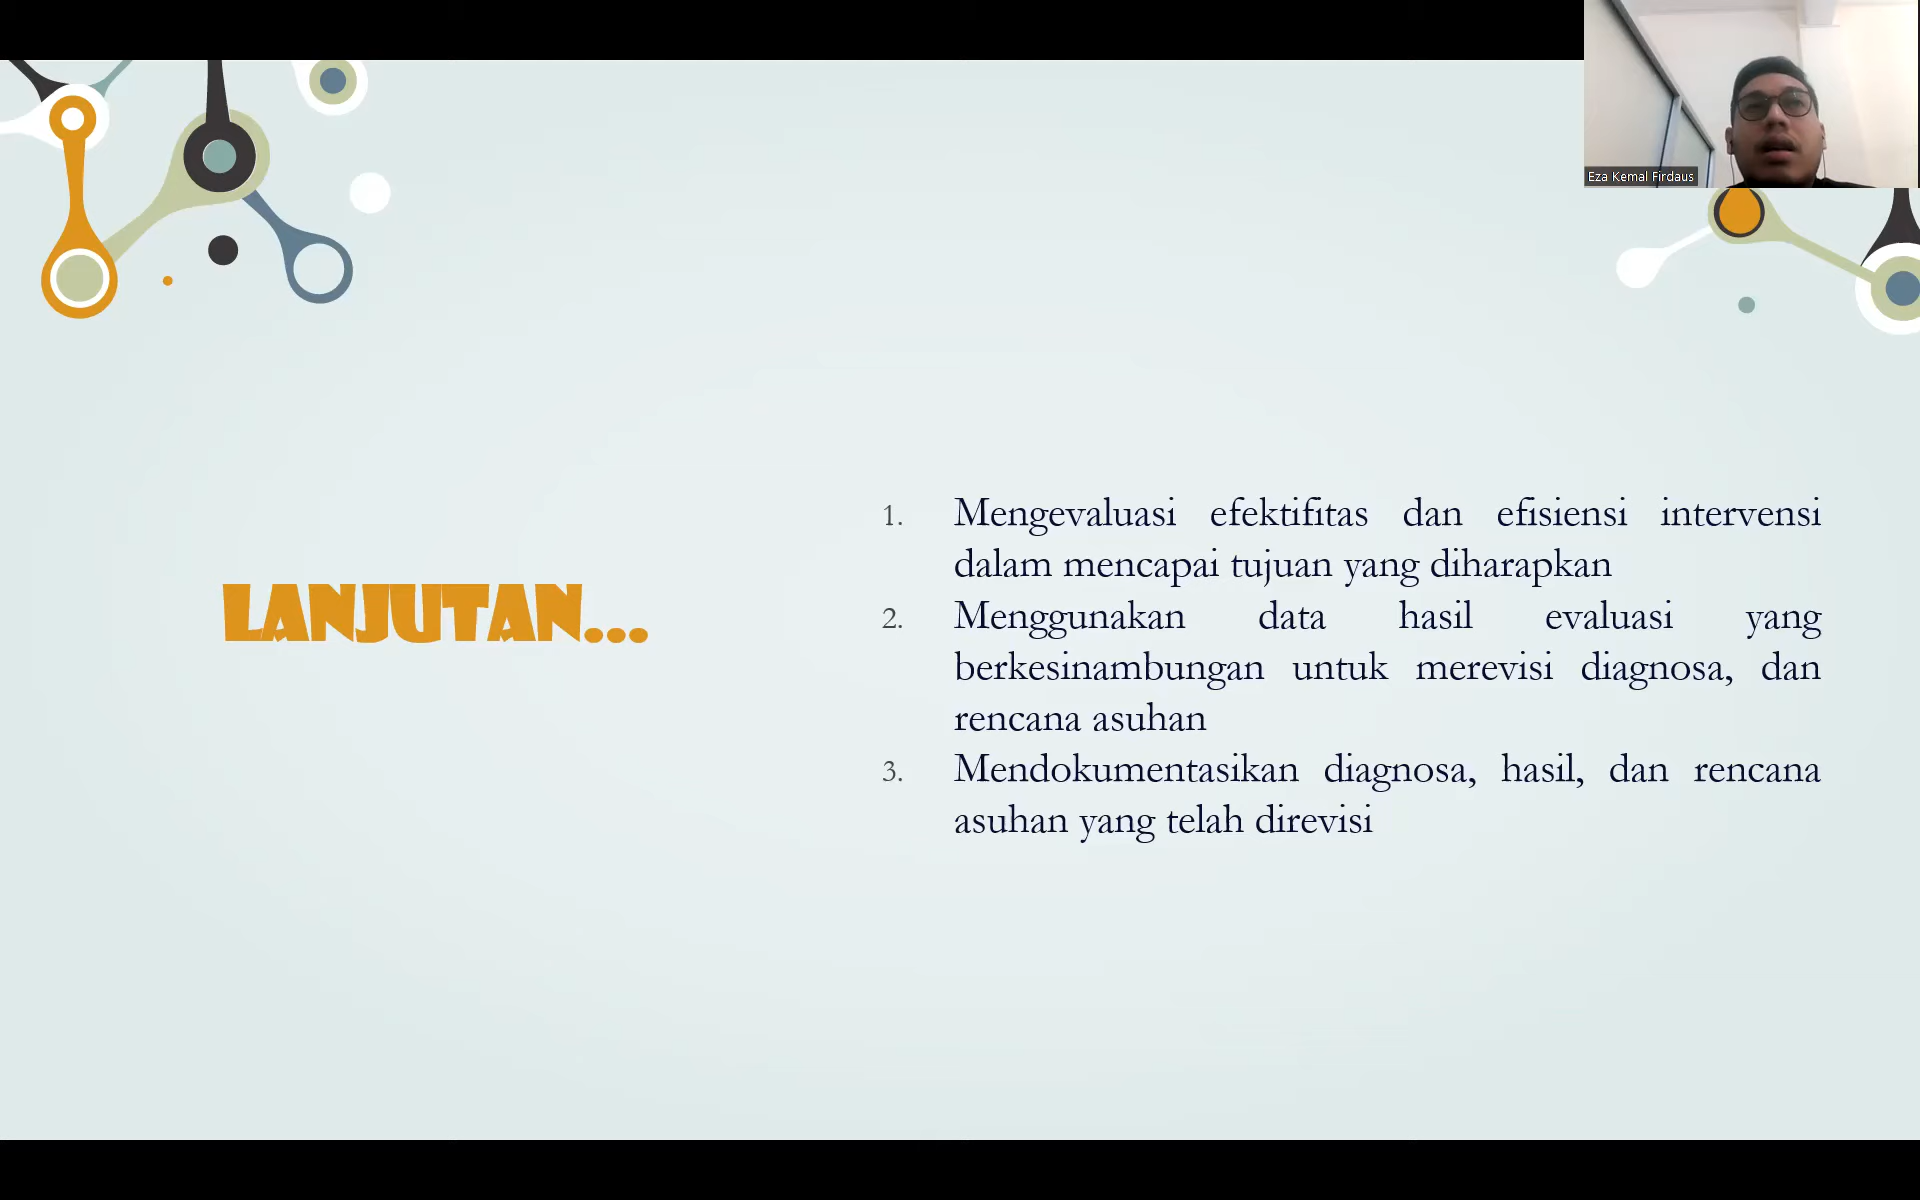 Eza Kemal Firdaus
LANJUTAN...
1. Mengevaluasi efektifitas dan efisiensi intervensi
dalam mencapai tujuan yang diharapkan
2. Menggunakan data hasil evaluasi yang
berkesinambungan untuk merevisi diagnosa, dan
rencana asuhan
3. Mendokumentasikan diagnosa, hasil, dan rencana
asuhan yang telah direvisi